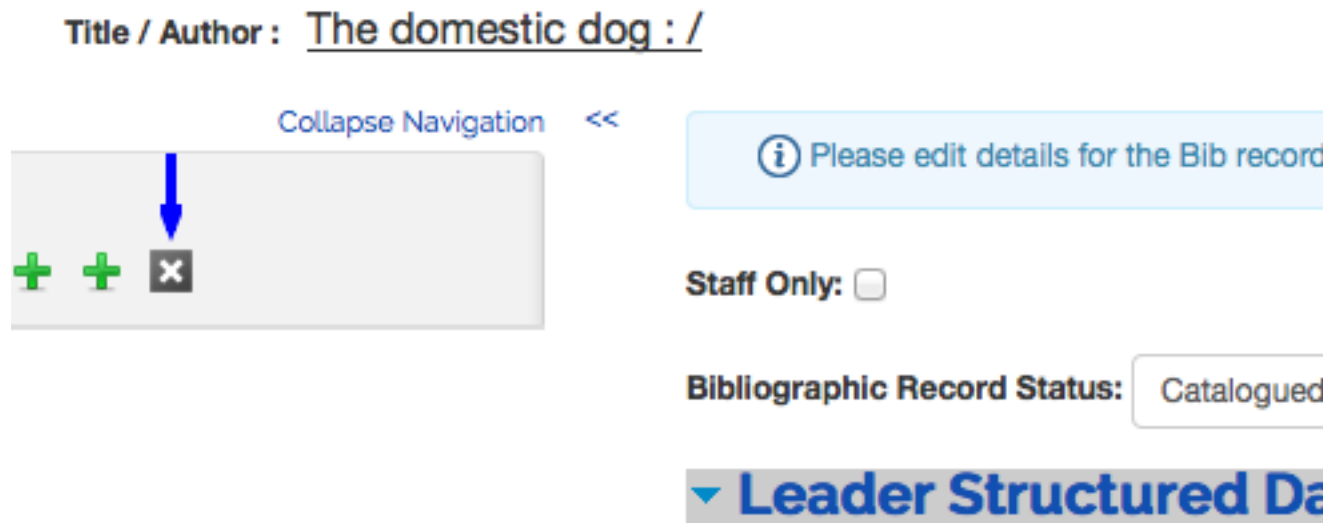 Title / Author : The domestic dog : /
Collapse Navigation <<
Please edit details for the Bib record
Staff Only:
Bibliographic Record Status: Catalogued
Leader Structured Da